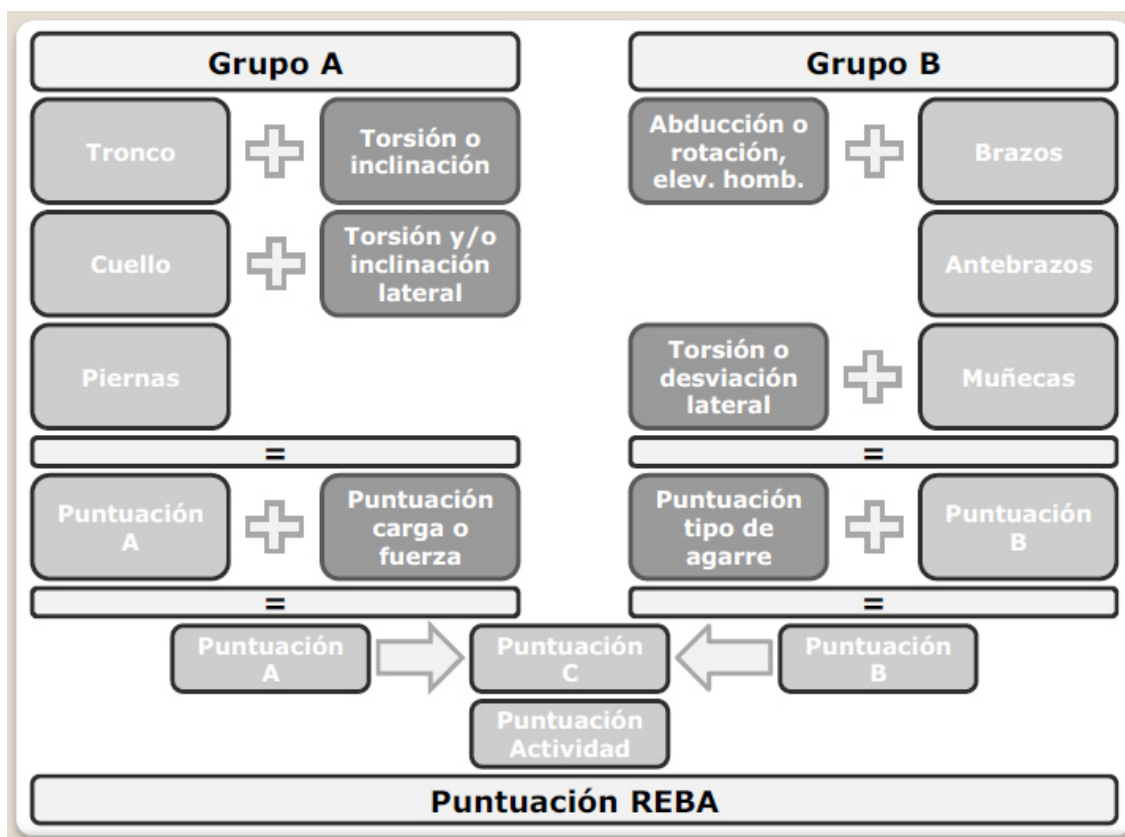 Grupo A
Grupo B
Tronco
Torsión o
inclinación
Abducción o
rotación,
elev. homb.
Brazos
Cuello
Torsión y/o
inclinación
lateral
Antebrazos
Piernas
Torsión o
desviación
lateral
Muñecas
=
=
Puntuación
A
Puntuación
carga o
fuerza
Puntuación
tipo de
agarre
Puntuación
B
=
=
Puntuación
A
Puntuación
C
Puntuación
B
Puntuación
Actividad
Puntuación REBA